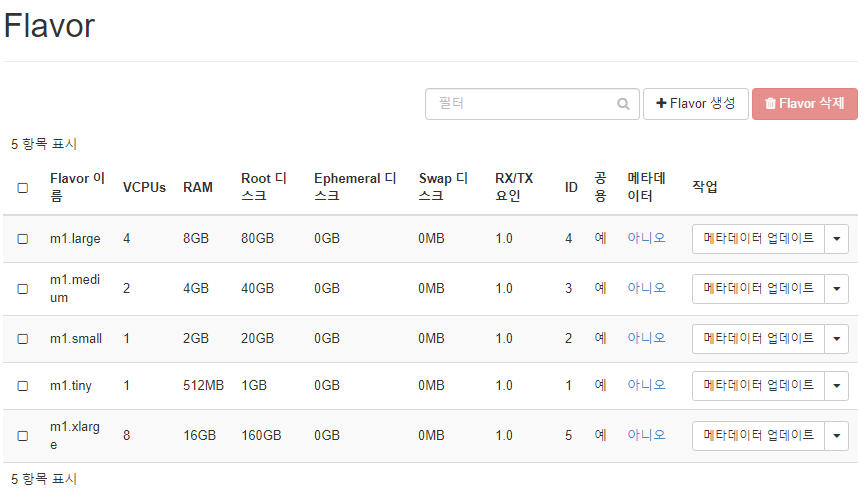 Flavor
필터 Flavor 생성 Flavor 삭제
5 항목 표시
Flavor 이름 VCPUs RAM Root 디스크 Ephemeral 디스크 Swap 디스크 RX/TX 요인 ID 공용 메타데이터 작업
m1.large 4 8GB 80GB 0GB 0MB 1.0 4 예 아니오 메타데이터 업데이트
m1.medium 2 4GB 40GB 0GB 0MB 1.0 3 예 아니오 메타데이터 업데이트
m1.small 1 2GB 20GB 0GB 0MB 1.0 2 예 아니오 메타데이터 업데이트
m1.tiny 1 512MB 1GB 0GB 0MB 1.0 1 예 아니오 메타데이터 업데이트
m1.xlarge 8 16GB 160GB 0GB 0MB 1.0 5 예 아니오 메타데이터 업데이트
5 항목 표시